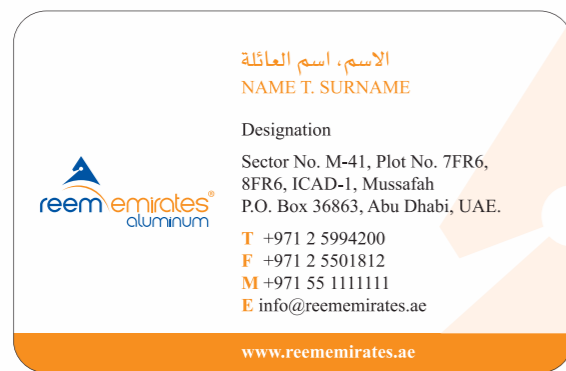 الاسم، اسم العائلة
NAME T. SURNAME
Designation
Sector No. M-41, Plot No. 7FR6,
8FR6, ICAD-1, Mussafah
P.O. Box 36863, Abu Dhabi, UAE.
reem emirates®
aluminum
T +971 2 5994200
F +971 2 5501812
M +971 55 1111111
E info@reememirates.ae
www.reememirates.ae